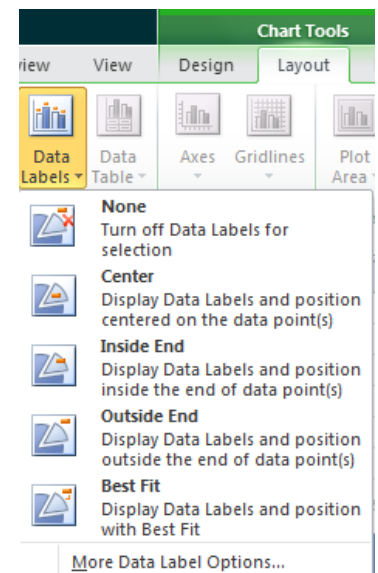 Chart Tools
view View Design Layout
Data Labels
Data Table
Axes
Gridlines
Plot Area
None
Turn off Data Labels for
selection
Center
Display Data Labels and position
centered on the data point(s)
Inside End
Display Data Labels and position
inside the end of data point(s)
Outside End
Display Data Labels and position
outside the end of data point(s)
Best Fit
Display Data Labels and position
with Best Fit
More Data Label Options...